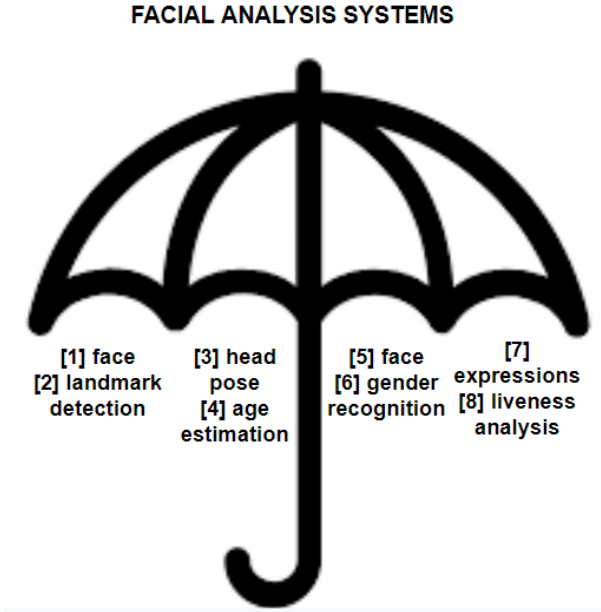 FACIAL ANALYSIS SYSTEMS
[1] face
[2] landmark
detection
[3] head
pose
[4] age
estimation
[5] face
[6] gender
recognition
[7]
expressions
[8] liveness
analysis